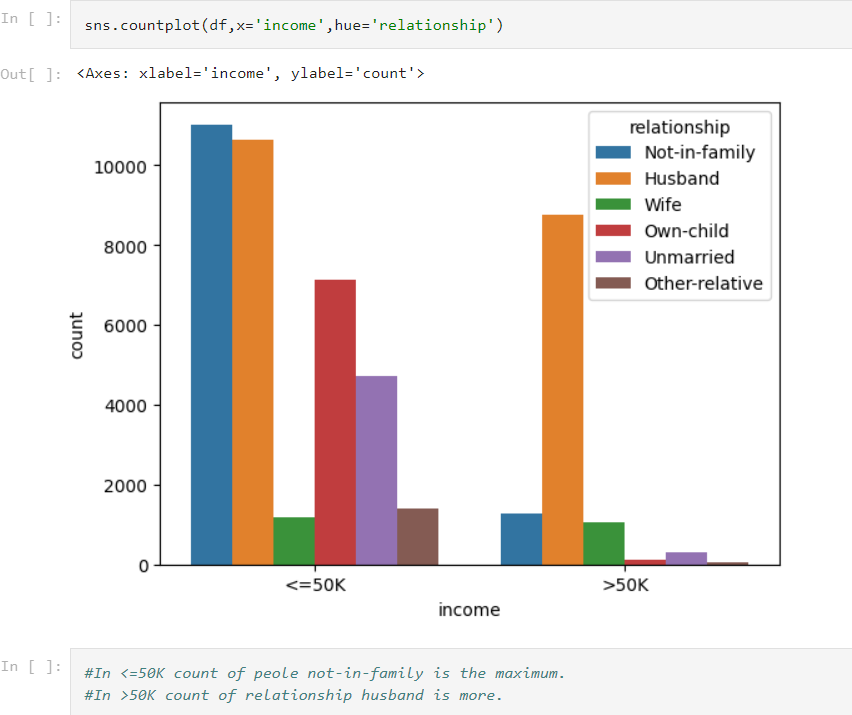 In [ ]: sns.countplot(df,x='income',hue='relationship')
Out[ ]: <Axes: xlabel='income', ylabel='count'>
relationship
Not-in-family
Husband
Wife
Own-child
Unmarried
Other-relative
10000
8000
6000
4000
2000
0
count
<=50K >50K
income
In [ ]: #In <=50K count of peole not-in-family is the maximum.
#In >50K count of relationship husband is more.